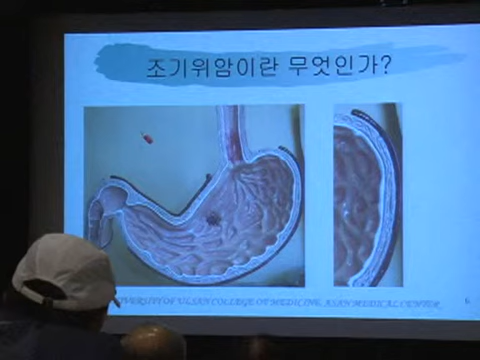 조기위암이란 무엇인가?
UNIVERSITY OF ULSAN COLLEGE OF MEDICINE, ASAN MEDICAL CENTER
6